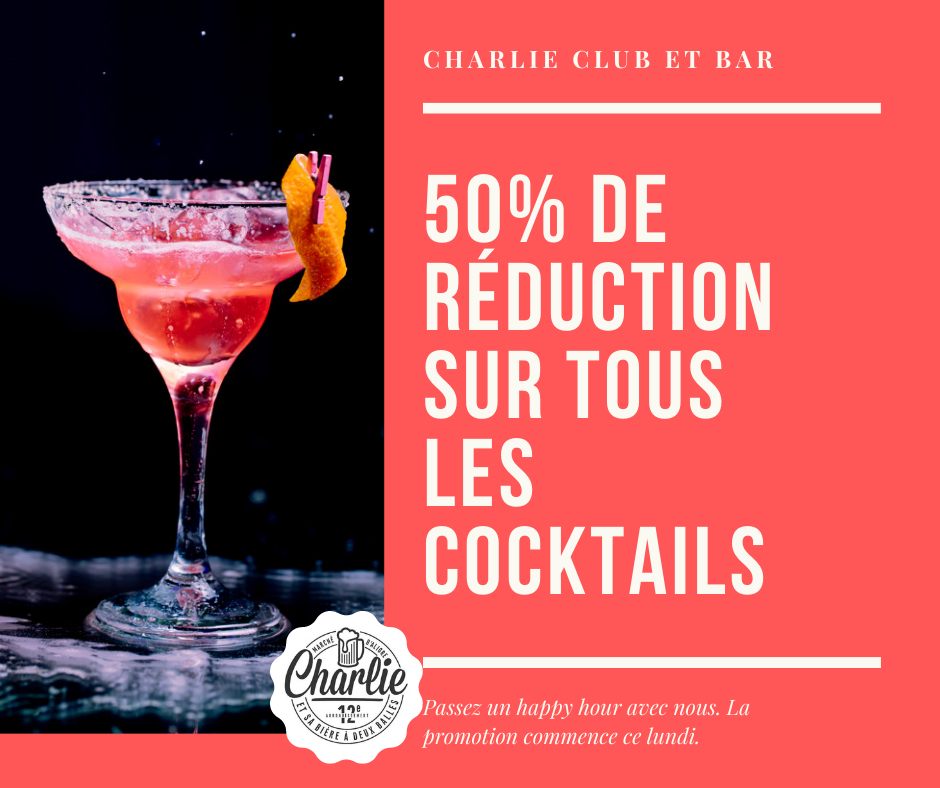 CHARLIE CLUB ET BAR
50% DE
RÉDUCTION
SUR TOUS
LES
COCKTAILS
MARCHÉ D'ALIGRE
Charlie
12e
ARRONDISSEMENT
ET SA BIÈRE À DEUX BALLES
Passez un happy hour avec nous. La
promotion commence ce lundi.